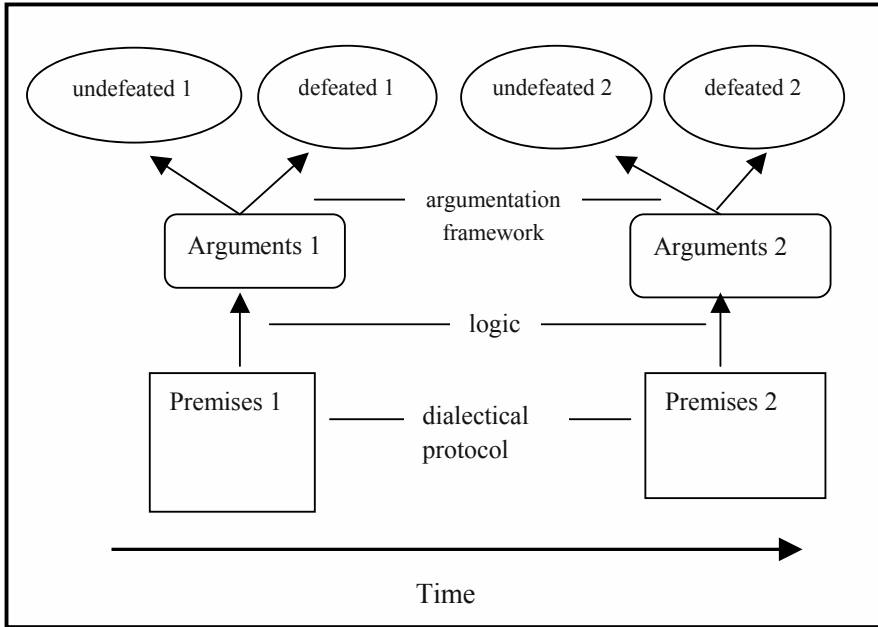 undefeated 1
defeated 1
undefeated 2
defeated 2
argumentation
framework
Arguments 1
Arguments 2
logic
Premises 1
Premises 2
dialectical
protocol
Time